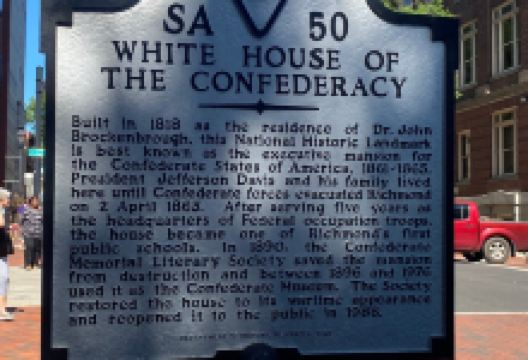 SA 50
WHITE HOUSE OF
THE CONFEDERACY
Built in 1818 as the residence of Dr. John
Brockenbrough, this National Historic Landmark
is best known as the executive mansion for
the Confederate States of America, 1861-1865.
President Jefferson Davis and his family lived
here until Confederate forces evacuated Richmond
on 2 April 1865. After serving five years as
the headquarters of Federal occupation troops,
the house became one of Richmond's first
public schools. In 1890, the Confederate
Memorial Literary Society saved the mansion
from destruction and between 1896 and 1976
used it as the Confederate Museum. The Society
restored the house to its wartime appearance
and reopened it to the public in 1988.